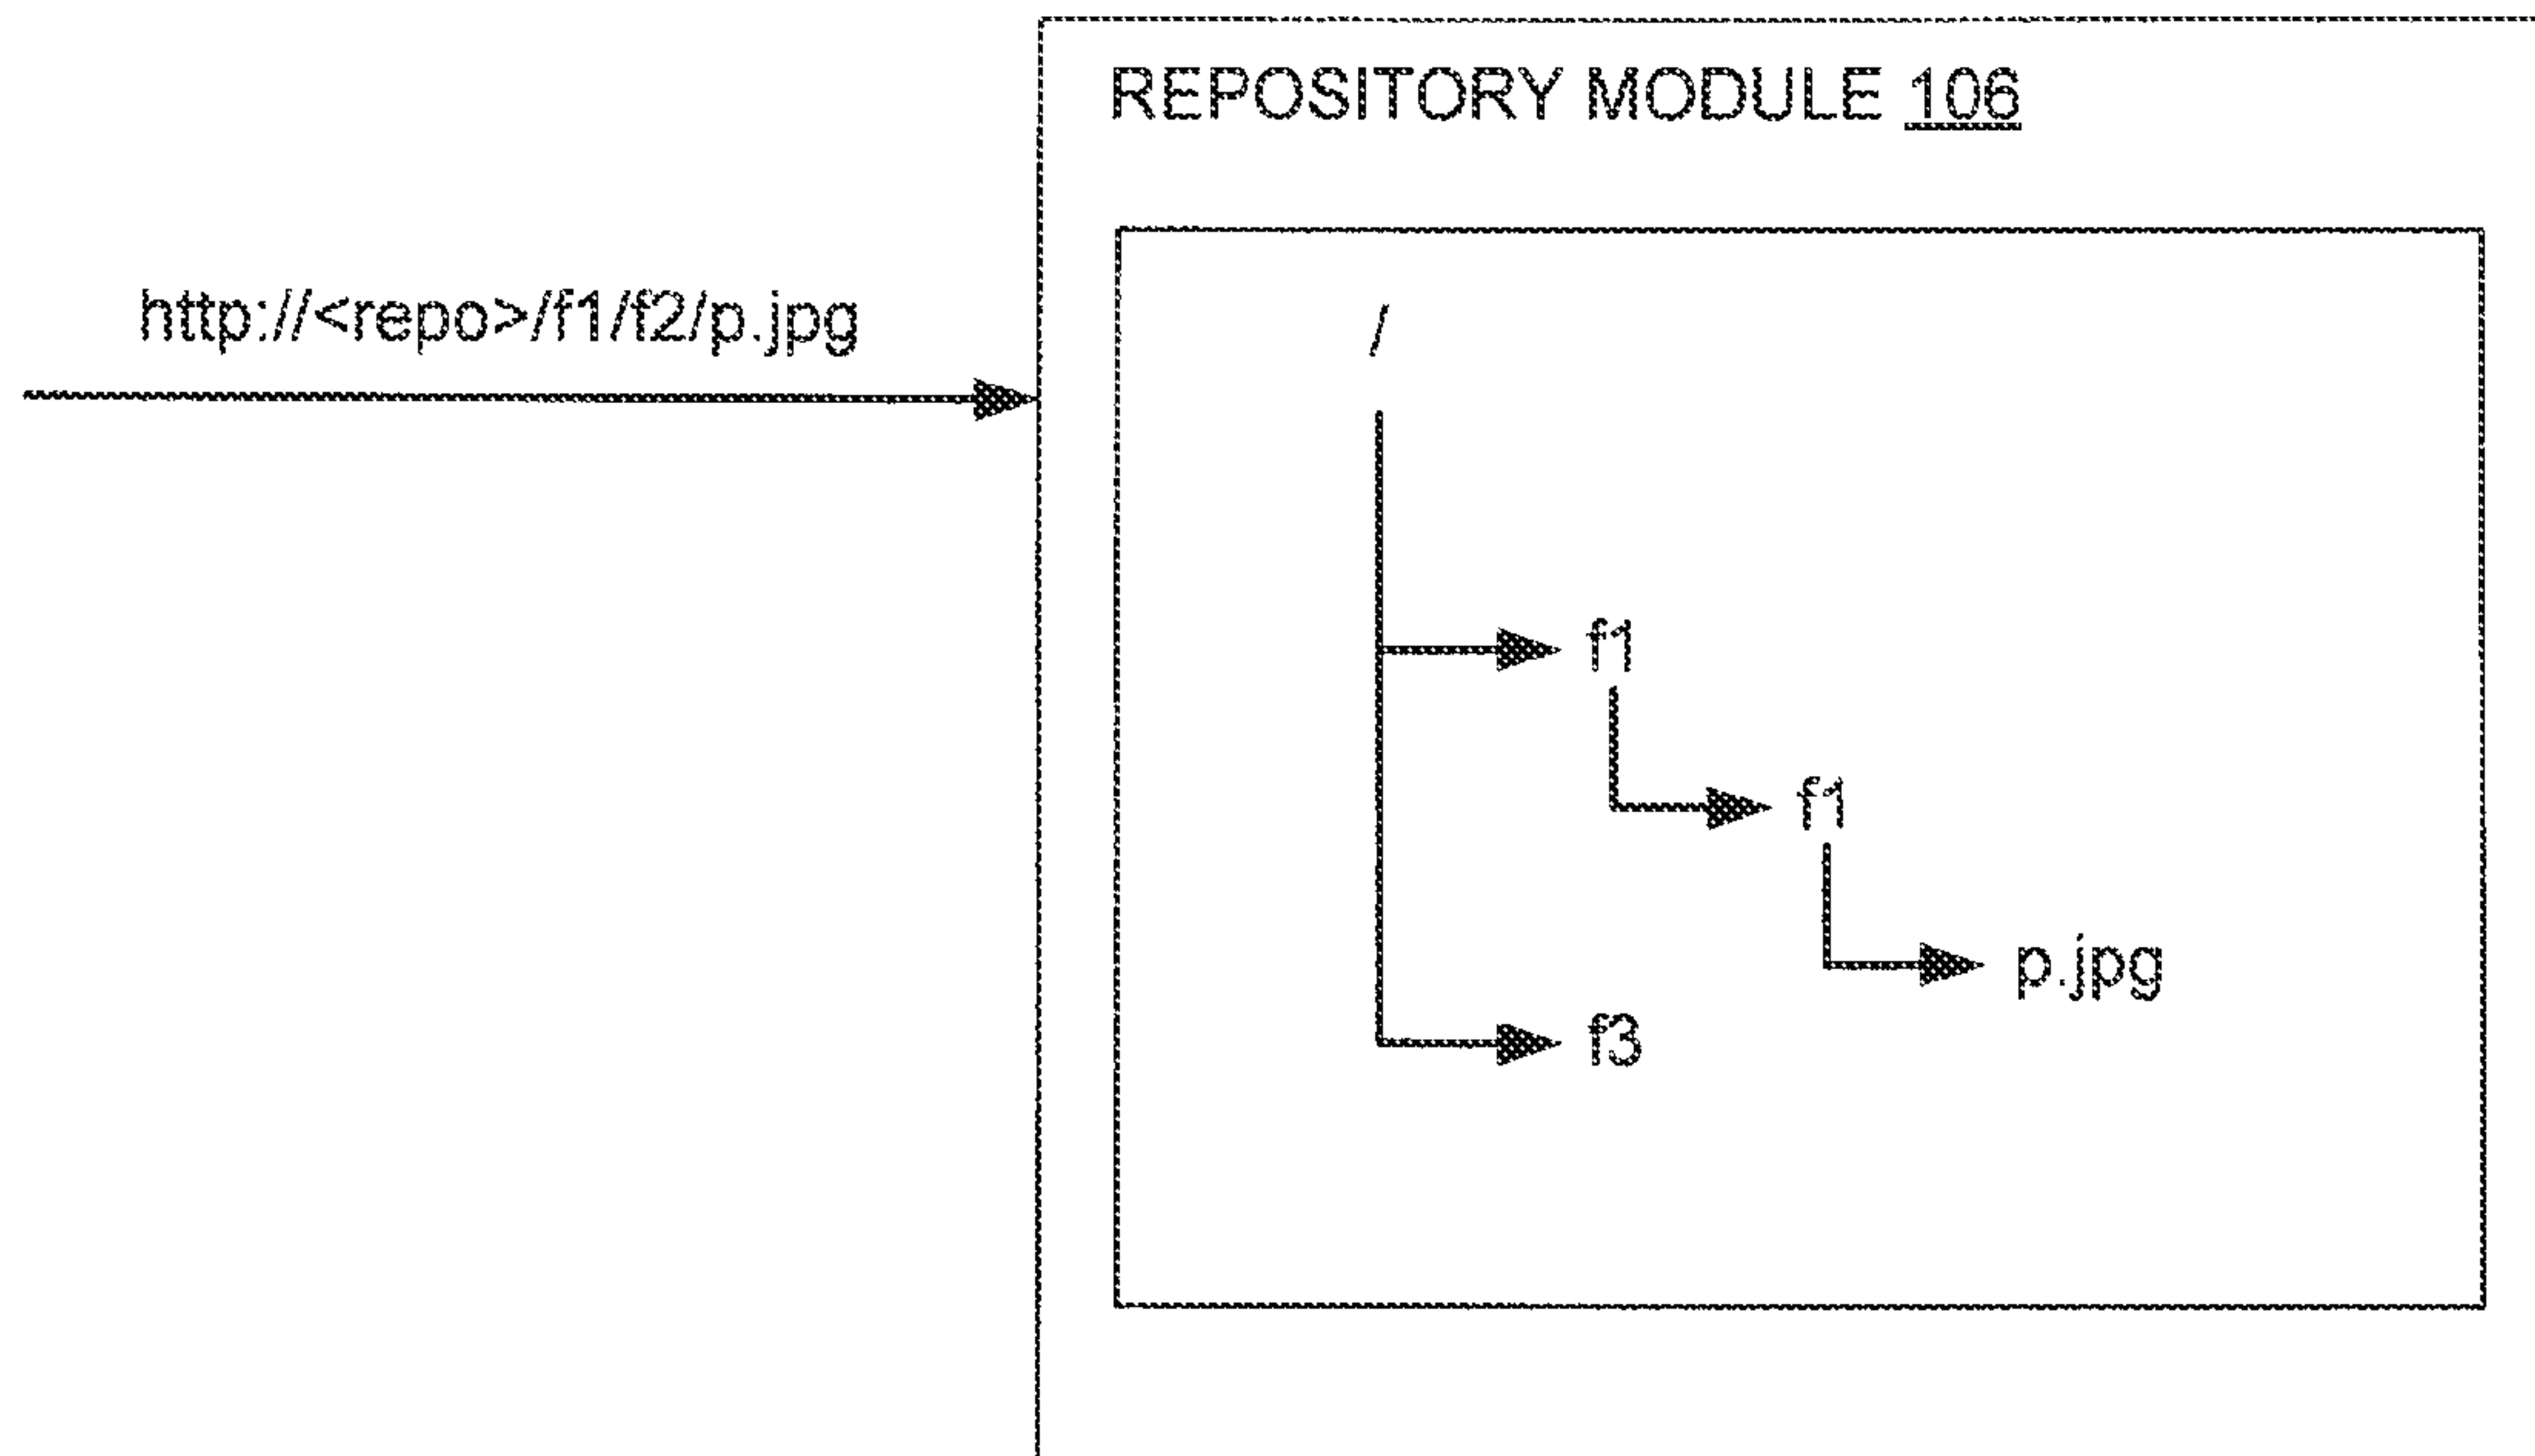 REPOSITORY MODULE 106
http://<repo>/f1/f2/p.jpg
/
f1
f1
p.jpg
f3